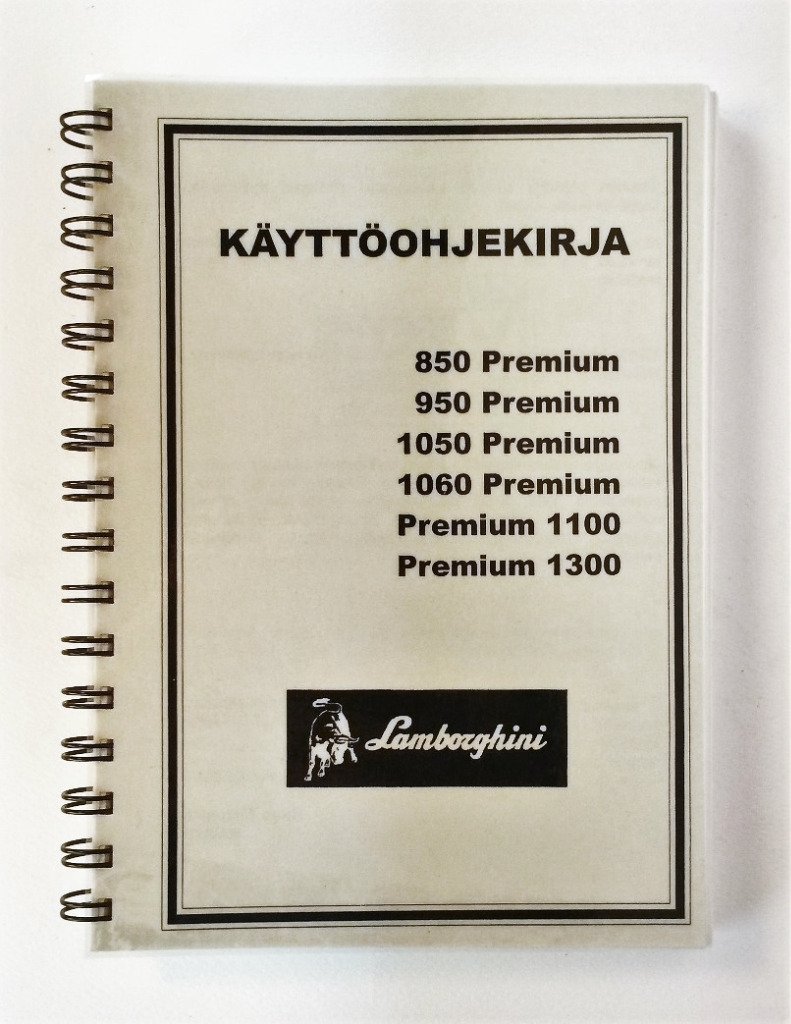 KÄYTTÖOHJEKIRJA
850 Premium
950 Premium
1050 Premium
1060 Premium
Premium 1100
Premium 1300
Lamborghini